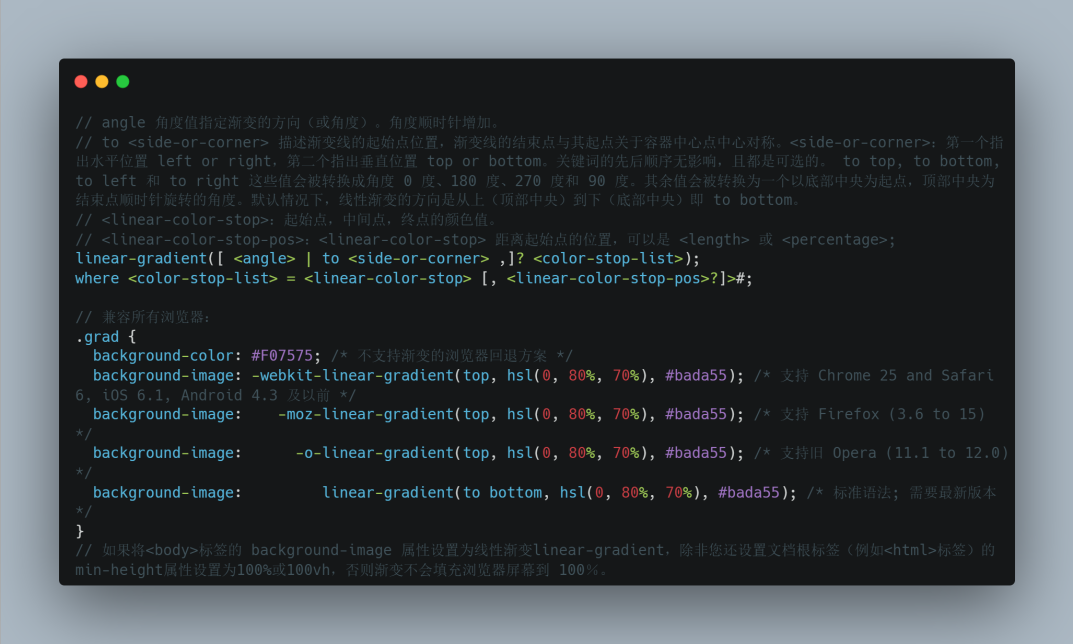 // angle 角度值指定渐变的方向（或角度）。角度顺时针增加。
// to <side-or-corner> 描述渐变线的起始点位置，渐变线的结束点与其起点关于容器中心点中心对称。<side-or-corner>：第一个指
出水平位置 left or right，第二个指出垂直位置 top or bottom。关键词的先后顺序无影响，且都是可选的。 to top, to bottom,
to left 和 to right 这些值会被转换成角度 0 度、180 度、270 度和 90 度。其余值会被转换为一个以底部中央为起点，顶部中央为
结束点顺时针旋转的角度。默认情况下，线性渐变的方向是从上（顶部中央）到下（底部中央）即 to bottom。
// <linear-color-stop>：起始点，中间点，终点的颜色值。
// <linear-color-stop-pos>：<linear-color-stop> 距离起始点的位置，可以是 <length> 或 <percentage>;
linear-gradient([ <angle> | to <side-or-corner> ,]? <color-stop-list>);
where <color-stop-list> = <linear-color-stop> [, <linear-color-stop-pos>?]>#;
// 兼容所有浏览器：
.grad {
background-color: #F07575; /* 不支持渐变的浏览器回退方案 */
background-image: -webkit-linear-gradient(top, hsl(0, 80%, 70%), #bada55); /* 支持 Chrome 25 and Safari
6, iOS 6.1, Android 4.3 及以前 */
background-image:    -moz-linear-gradient(top, hsl(0, 80%, 70%), #bada55); /* 支持 Firefox (3.6 to 15)
*/
background-image:      -o-linear-gradient(top, hsl(0, 80%, 70%), #bada55); /* 支持旧 Opera (11.1 to 12.0)
*/
background-image:         linear-gradient(to bottom, hsl(0, 80%, 70%), #bada55); /* 标准语法; 需要最新版本
*/
}
// 如果将<body>标签的 background-image 属性设置为线性渐变linear-gradient，除非您还设置文档根标签（例如<html>标签）的
min-height属性设置为100%或100vh，否则渐变不会填充浏览器屏幕到 100％。